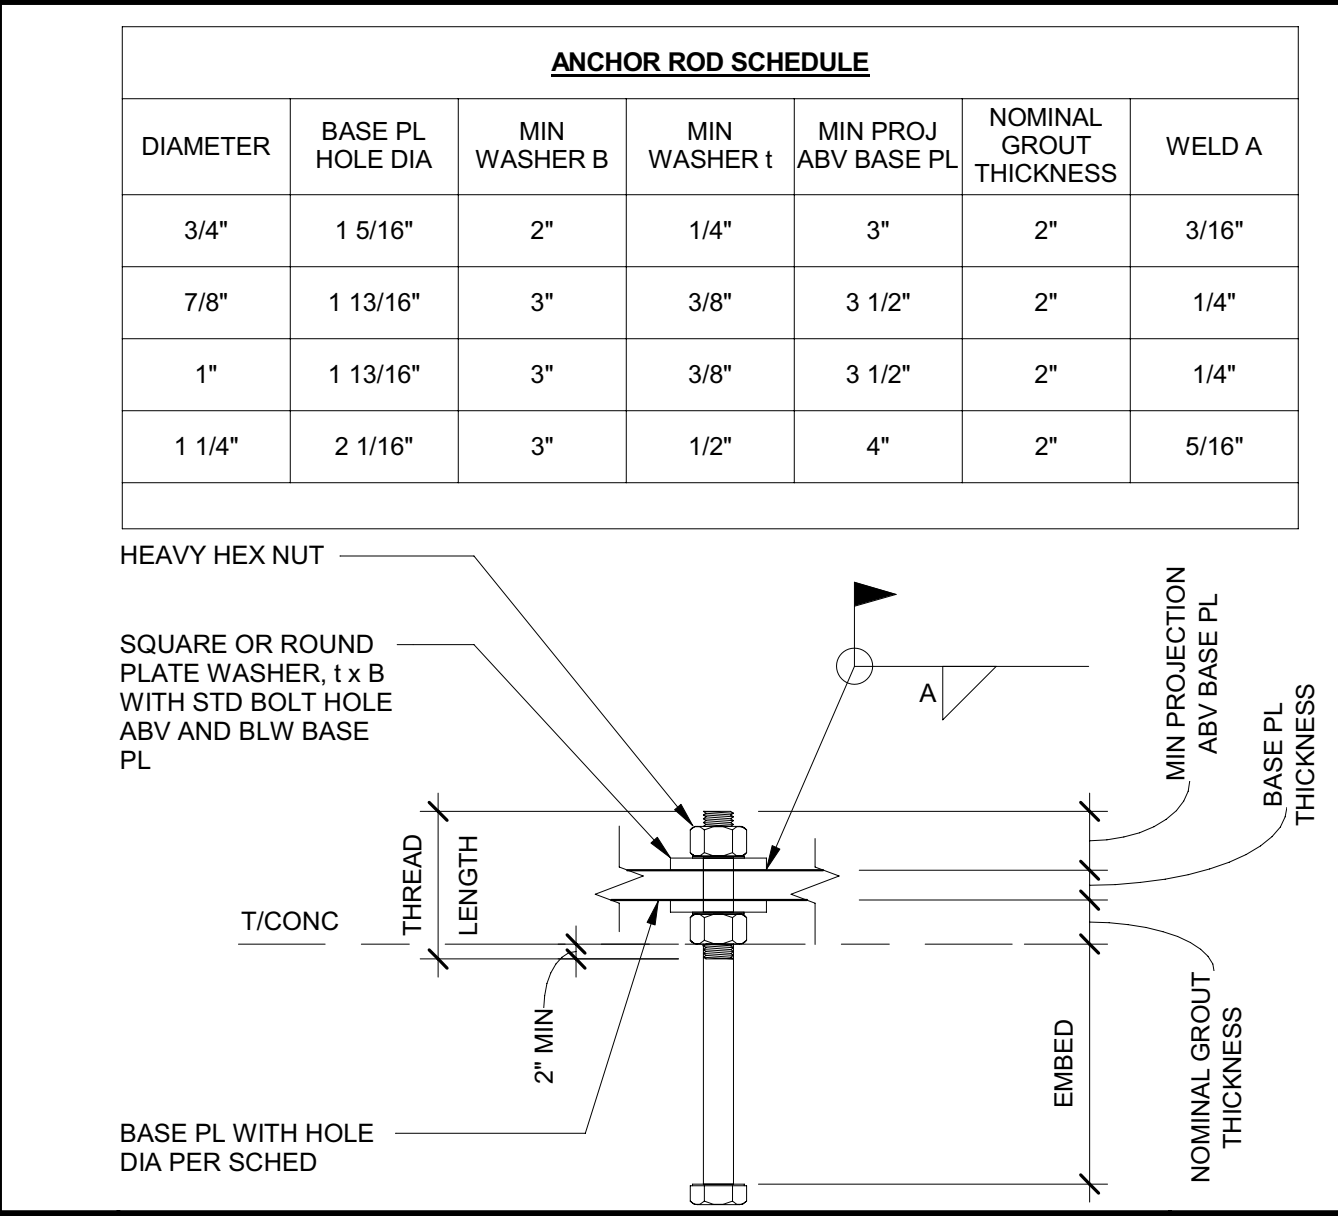 ANCHOR ROD SCHEDULE
DIAMETER
BASE PL
HOLE DIA
MIN
WASHER B
MIN
WASHER t
MIN PROJ
ABV BASE PL
NOMINAL
GROUT
THICKNESS
WELD A
3/4" 1 5/16" 2" 1/4" 3" 2" 3/16"
7/8" 1 13/16" 3" 3/8" 3 1/2" 2" 1/4"
1" 1 13/16" 3" 3/8" 3 1/2" 2" 1/4"
1 1/4" 2 1/16" 3" 1/2" 4" 2" 5/16"
HEAVY HEX NUT
SQUARE OR ROUND
PLATE WASHER, t x B
WITH STD BOLT HOLE
ABV AND BLW BASE
PL
A
MIN PROJECTION
ABV BASE PL
BASE PL
THICKNESS
THREAD
LENGTH
T/CONC
2" MIN
EMBED
NOMINAL GROUT
THICKNESS
BASE PL WITH HOLE
DIA PER SCHED